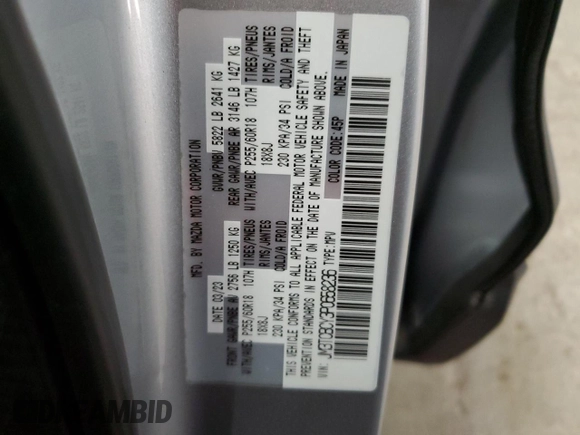 MFD. BY MAZDA MOTOR CORPORATION
DATE 03/23 GVWR/PNBV 5822 LB 2641 KG
FRONT GAWR/PNBE AV 2756 LB 1250 KG REAR GAWR/PNBE AR 3146 LB 1427 KG
WITH/AVEC P255/60R18 107H TIRES/PNEUS WITH/AVEC P255/60R18 107H TIRES/PNEUS
18X8J RIMS/JANTES 18X8J RIMS/JANTES
230 KPA/34 PSI COLD/A FROID 230 KPA/34 PSI COLD/A FROID
THIS VEHICLE CONFORMS TO ALL APPLICABLE FEDERAL MOTOR VEHICLE SAFETY AND THEFT
PREVENTION STANDARDS IN EFFECT ON THE DATE OF MANUFACTURE SHOWN ABOVE.
VIN: TYPE: MPV COLOR CODE: 45P
MADE IN JAPAN